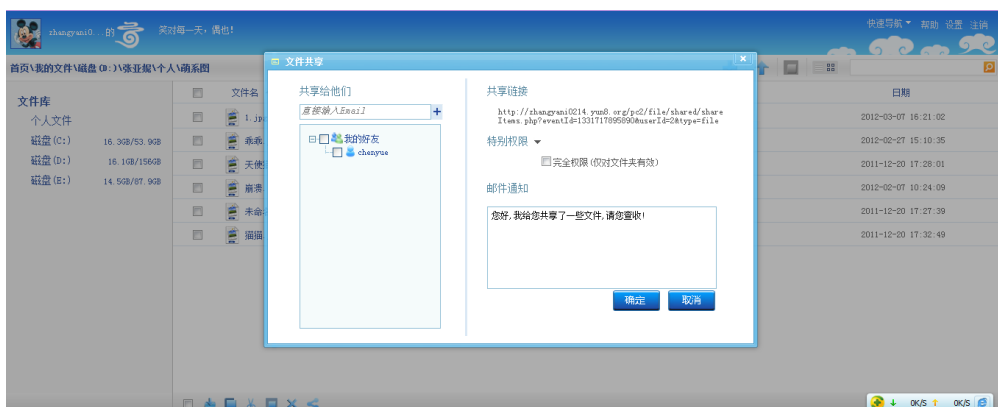 zhangyani0... 的
笑对每一天，偶也!
快速导航 帮助 设置 注销
首页\我的文件\磁盘(D:)\张亚妮\个人\萌系图
文件共享
文件库
个人文件
磁盘(C:) 16.3GB/53.9GB
磁盘(D:) 16.1GB/156GB
磁盘(E:) 14.5GB/87.9GB
文件名
日期
1.jp
2012-03-07 16:21:02
乖乖
2012-02-27 15:10:35
天使
2011-12-20 17:28:01
崩溃
2012-02-07 10:24:09
未命
2011-12-20 17:27:39
猫猫
2011-12-20 17:32:49
共享给他们
直接输入Email
我的好友
chenyue
共享链接
http://zhangyani0214.yun8.org/pc2/file/shared/share
Items.php?eventId=1331717895890&userId=2&type=file
特别权限
完全权限(仅对文件夹有效)
邮件通知
您好,我给您共享了一些文件,请您查收!
确定 取消
0K/S 0K/S